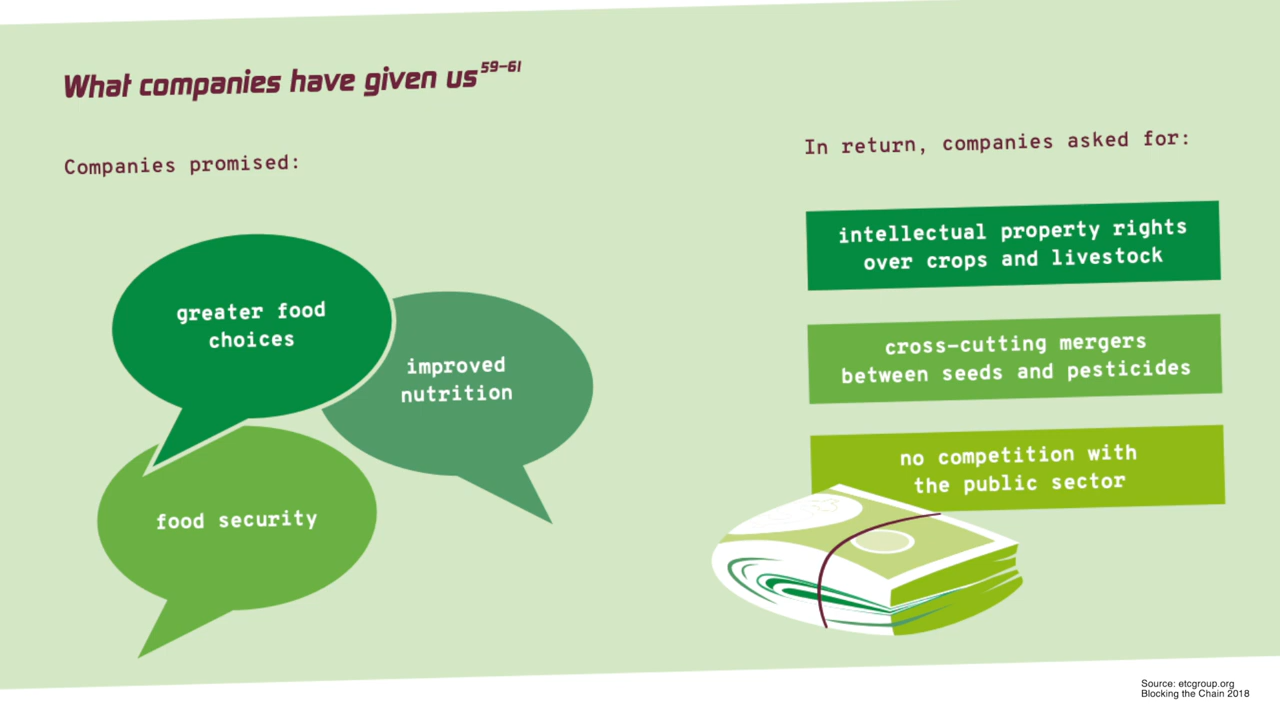 What companies have given us 59–61
Companies promised:
greater food
choices
improved
nutrition
food security
In return, companies asked for:
intellectual property rights
over crops and livestock
cross-cutting mergers
between seeds and pesticides
no competition with
the public sector
Source: etcgroup.org
Blocking the Chain 2018